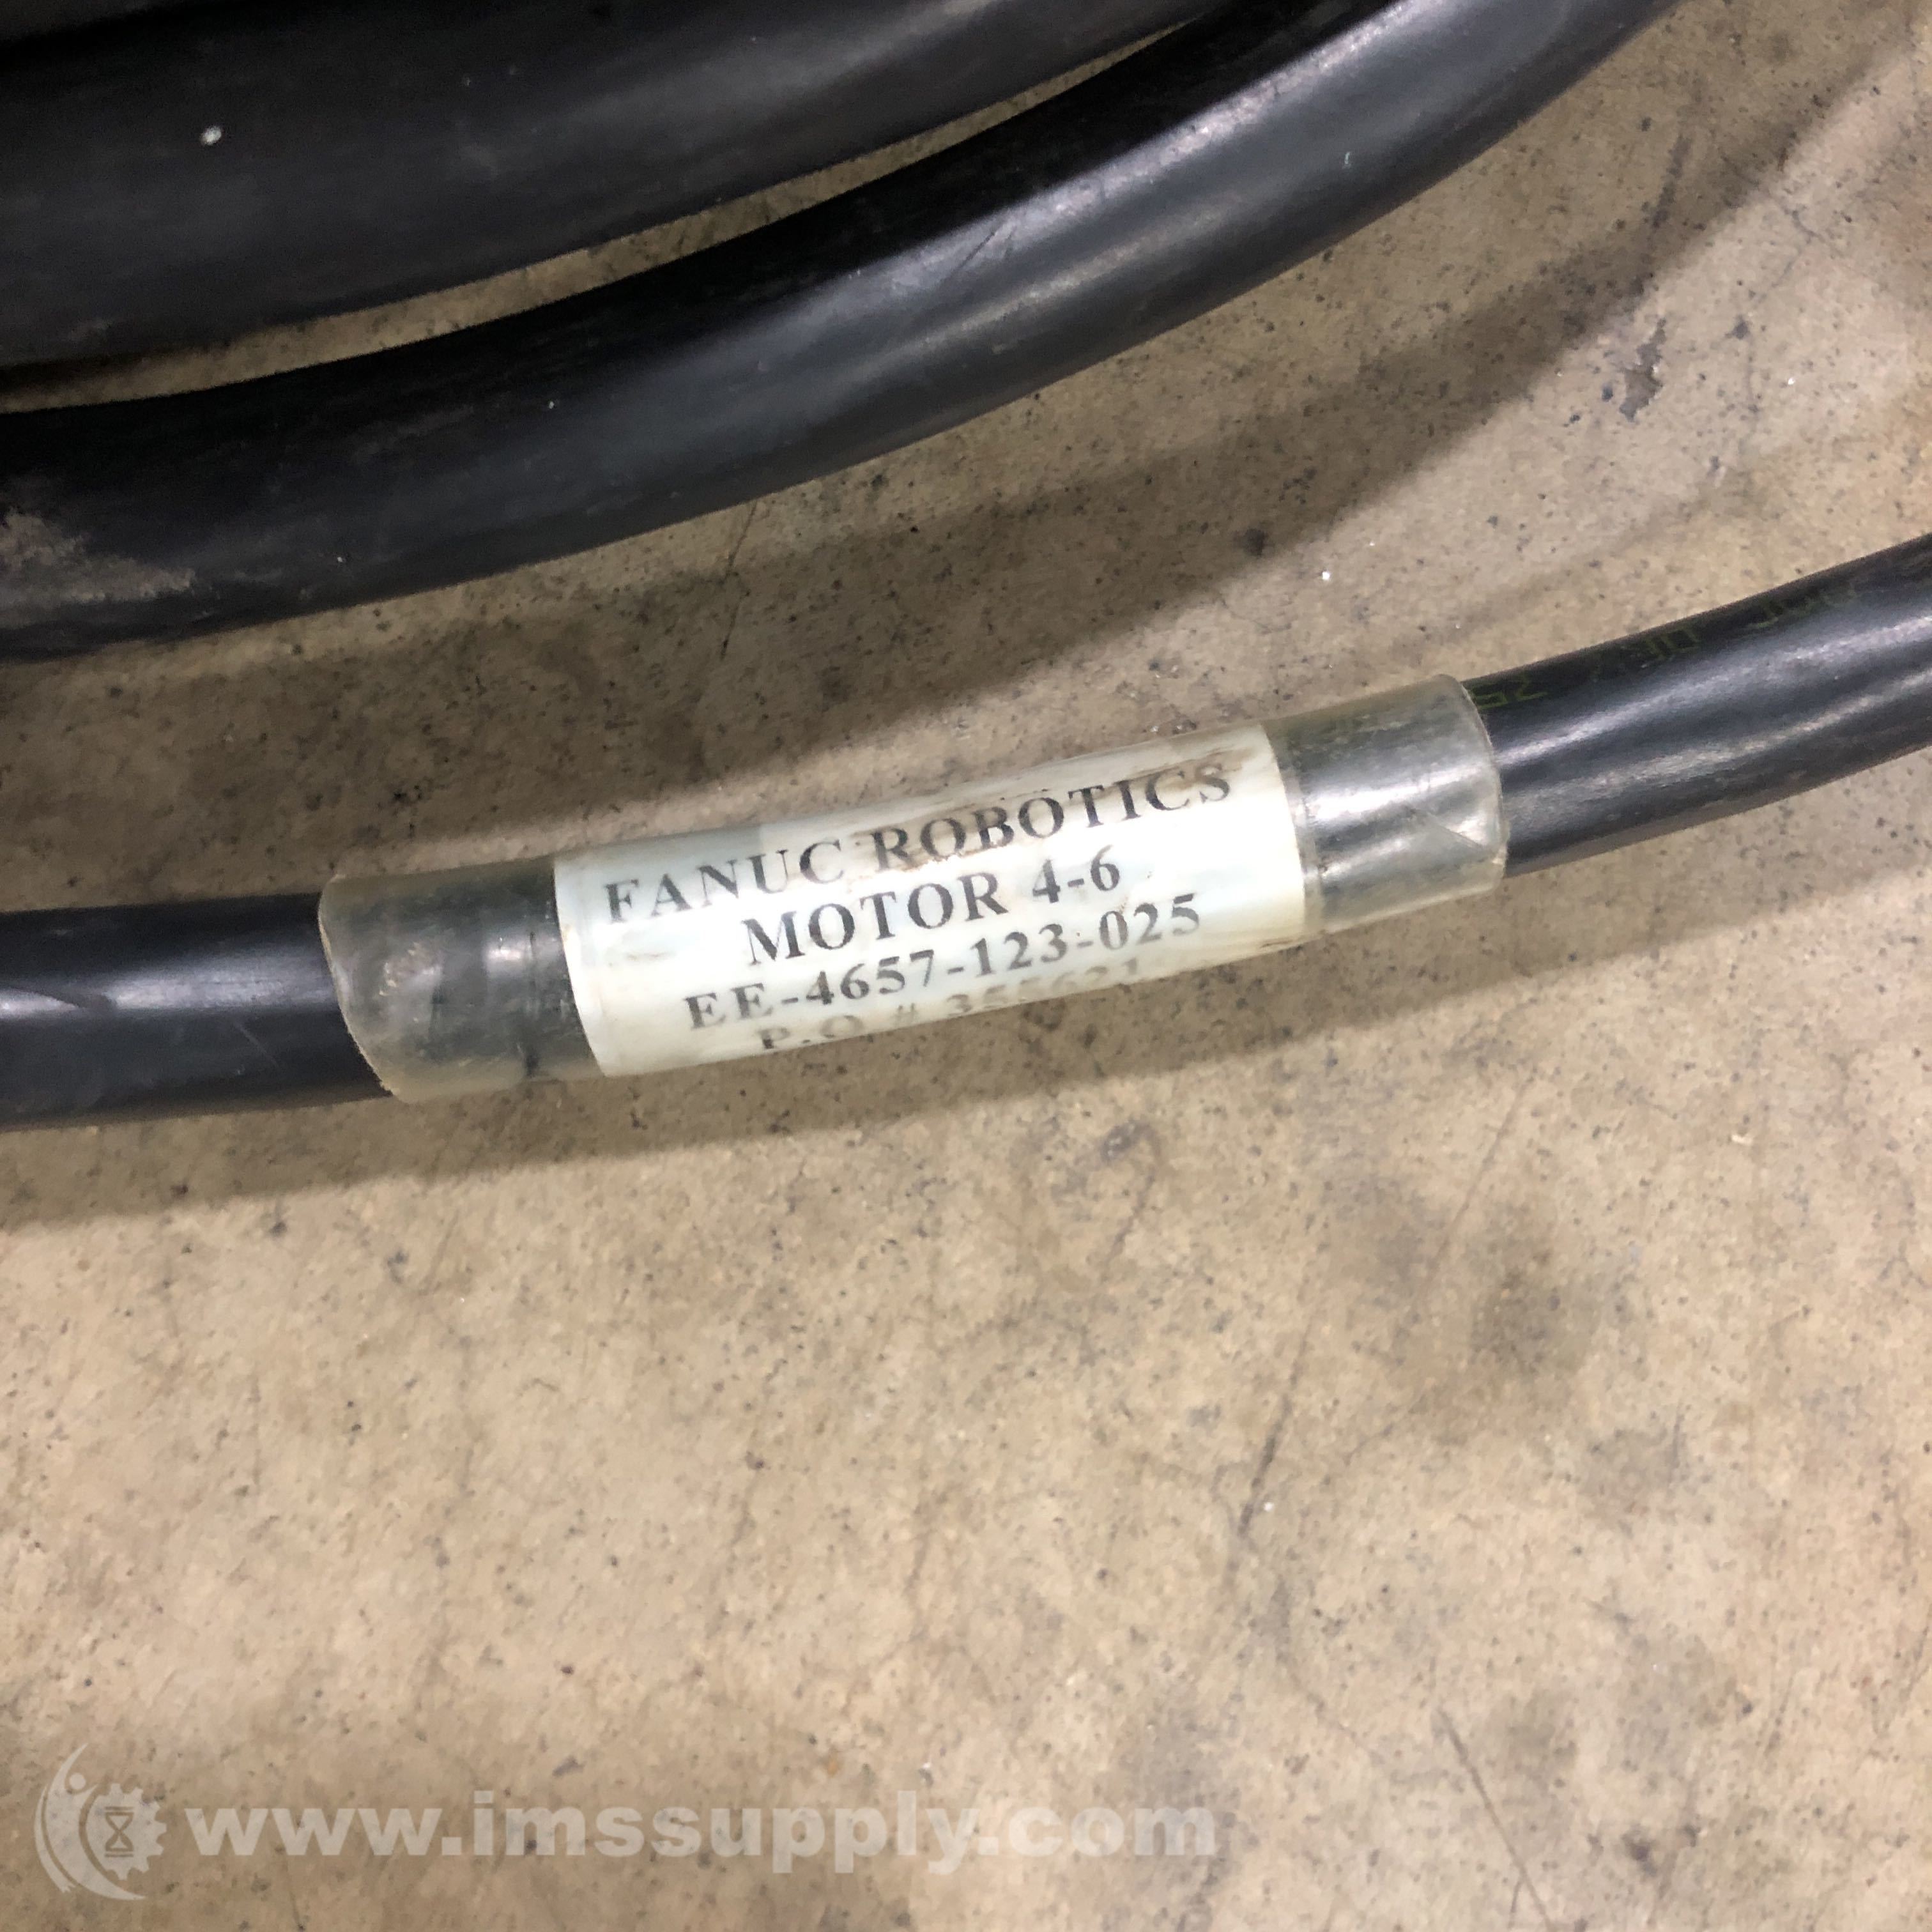 FANUC ROBOTICS
MOTOR 4-6
EE-4657-123-025
P.O.#
www.imssupply.com